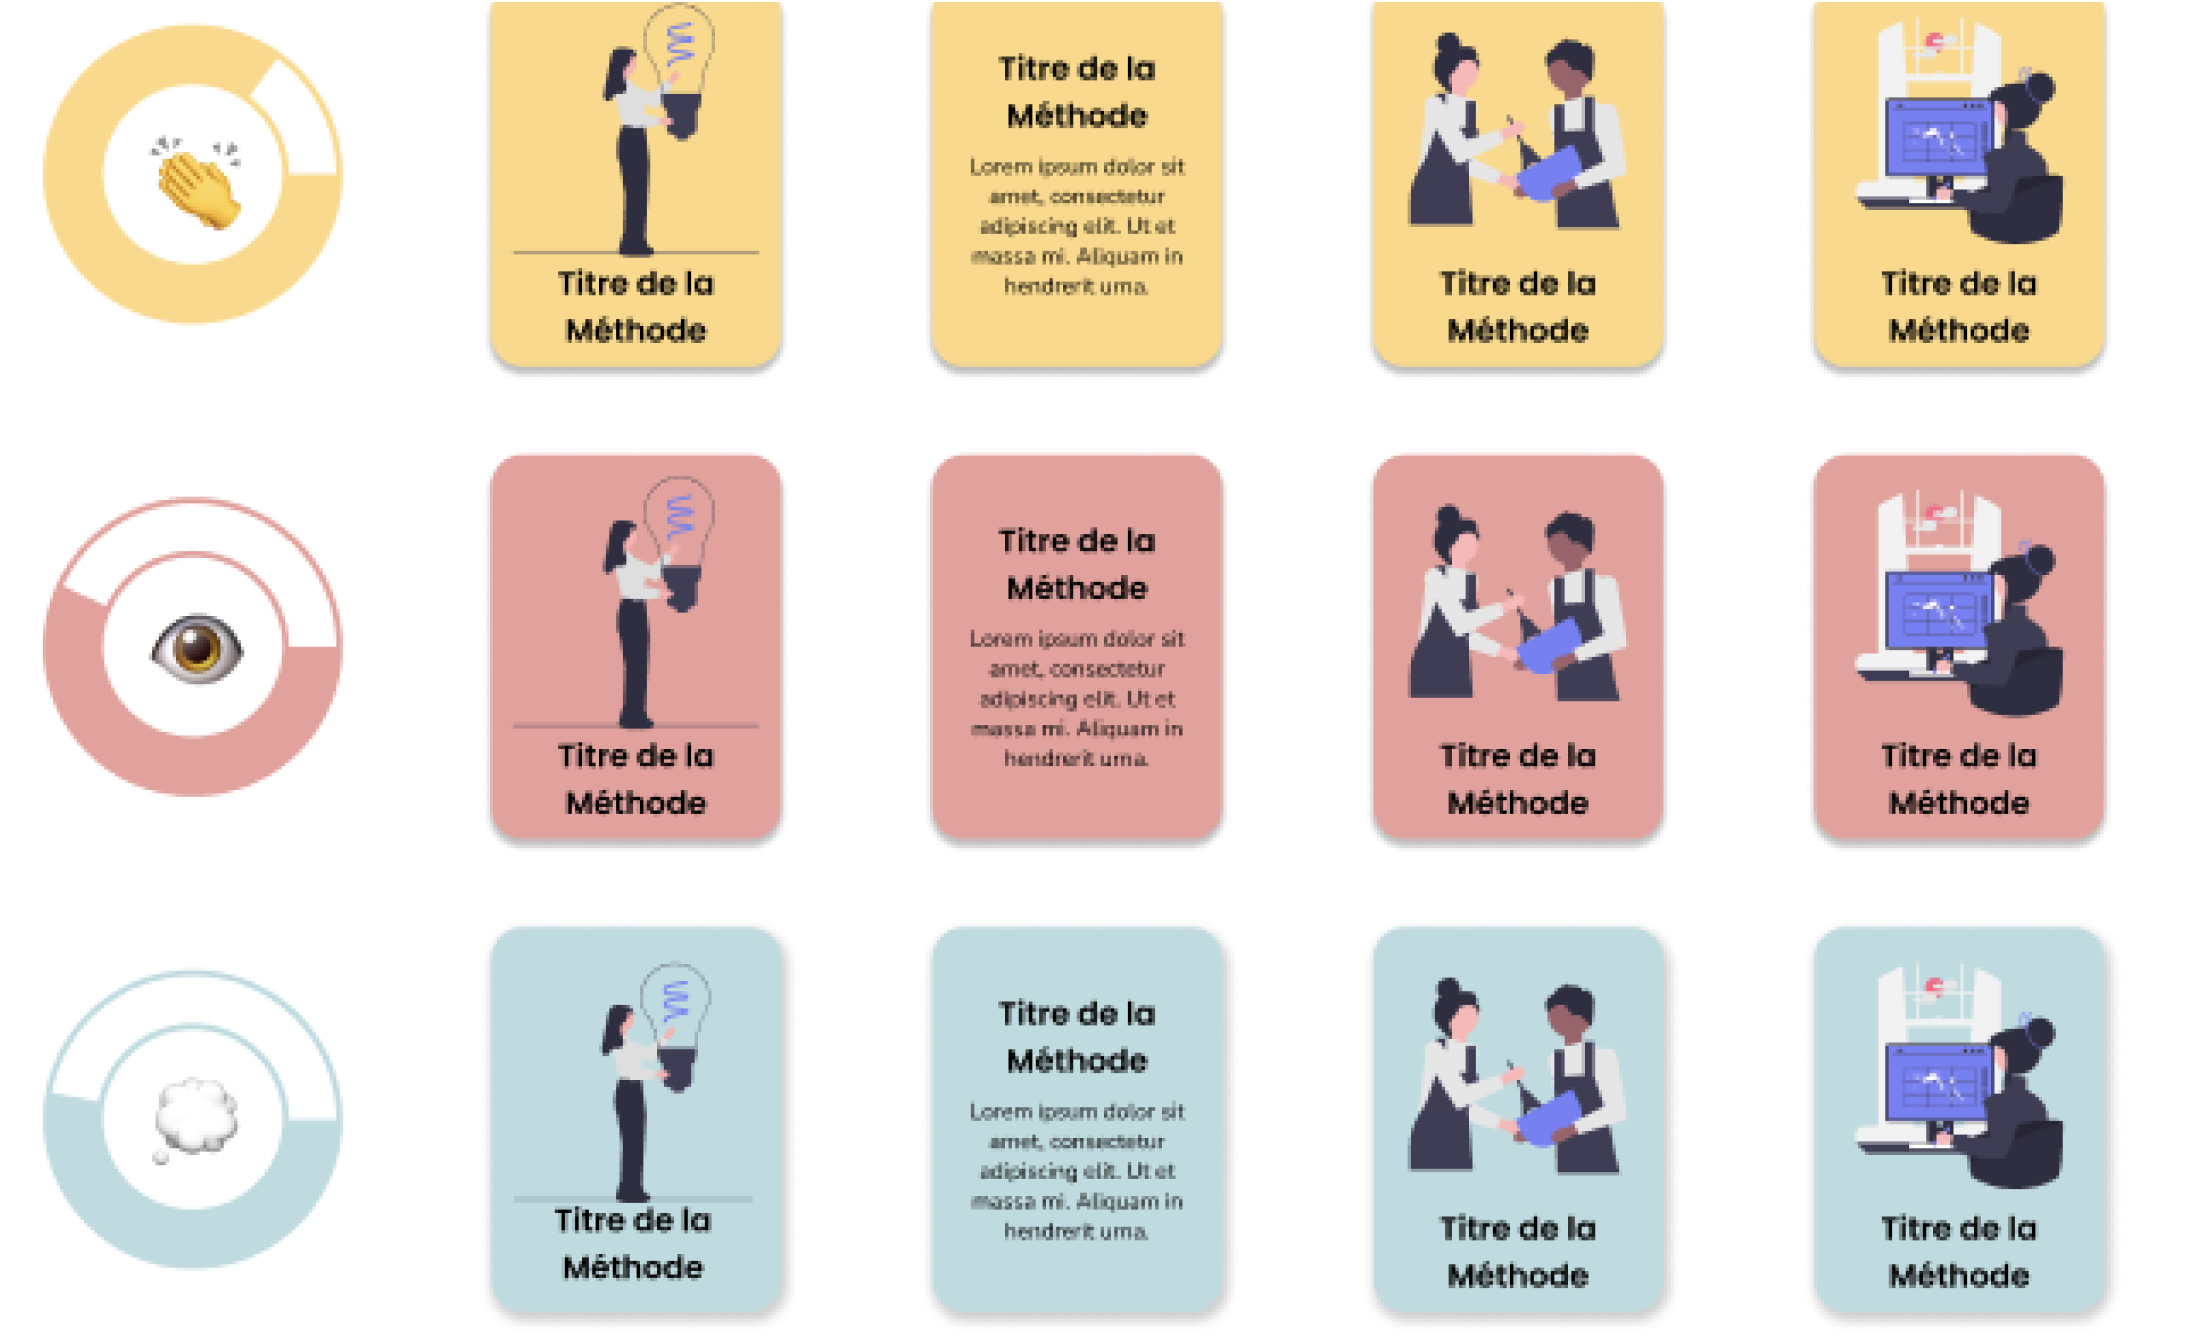 Titre de la
Méthode
Titre de la
Méthode
Lorem ipsum dolor sit
amet, consectetur
adipiscing elit. Ut et
massa mi. Aliquam in
hendrerit urna.
Titre de la
Méthode
Titre de la
Méthode
Titre de la
Méthode
Titre de la
Méthode
Lorem ipsum dolor sit
amet, consectetur
adipiscing elit. Ut et
massa mi. Aliquam in
hendrerit urna.
Titre de la
Méthode
Titre de la
Méthode
Titre de la
Méthode
Titre de la
Méthode
Lorem ipsum dolor sit
amet, consectetur
adipiscing elit. Ut et
massa mi. Aliquam in
hendrerit urna.
Titre de la
Méthode
Titre de la
Méthode